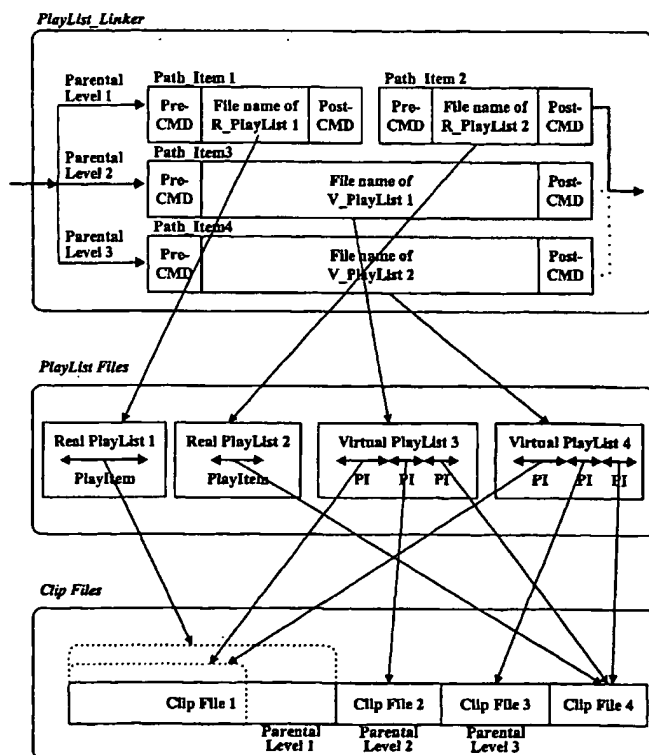 PlayList_Linker
Parental Level 1
Path_Item 1
Pre-CMD
File name of R_PlayList 1
Post-CMD
Path_Item 2
Pre-CMD
File name of R_PlayList 2
Post-CMD
Parental Level 2
Path_Item3
Pre-CMD
File name of V_PlayList 1
Post-CMD
Parental Level 3
Path_Item4
Pre-CMD
File name of V_PlayList 2
Post-CMD
PlayList Files
Real PlayList 1
PlayItem
Real PlayList 2
PlayItem
Virtual PlayList 3
PI PI PI
Virtual PlayList 4
PI PI PI
Clip Files
Clip File 1
Clip File 2
Clip File 3
Clip File 4
Parental Level 1
Parental Level 2
Parental Level 3